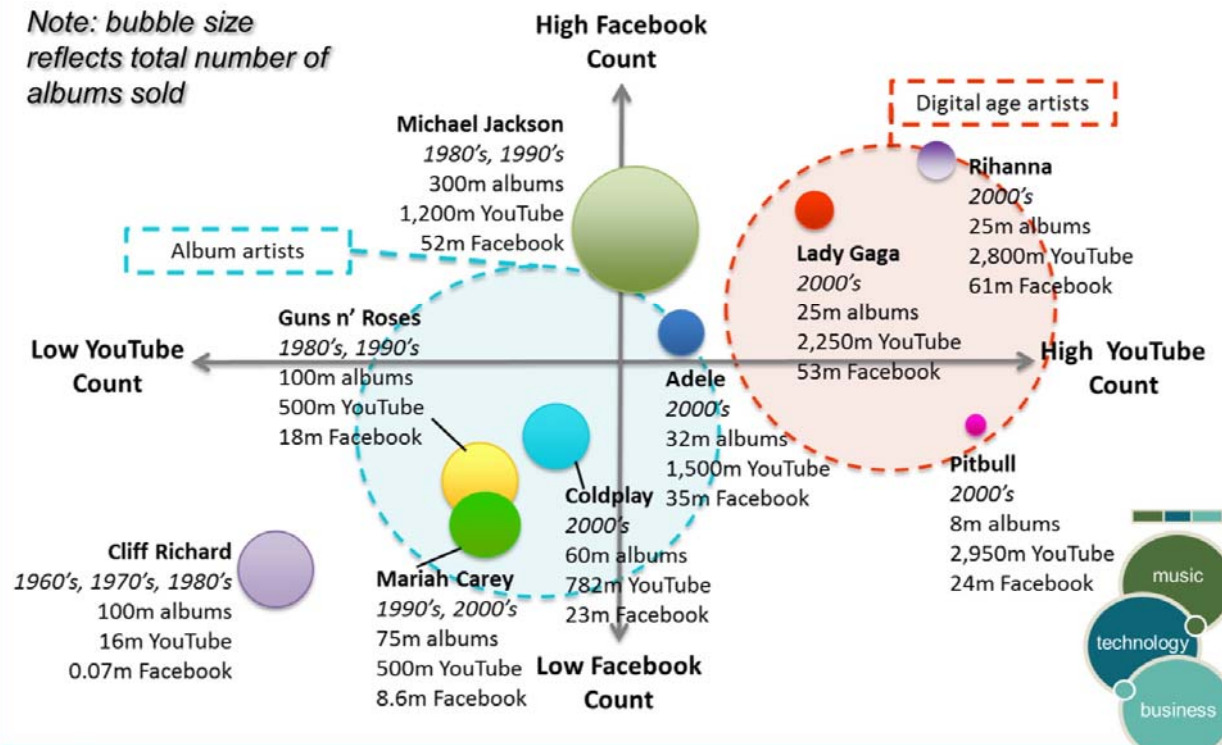 Note: bubble size
reflects total number of
albums sold
High Facebook
Count
Digital age artists
Michael Jackson
1980's, 1990's
300m albums
1,200m YouTube
52m Facebook
Rihanna
2000's
25m albums
2,800m YouTube
61m Facebook
Album artists
Lady Gaga
2000's
25m albums
2,250m YouTube
53m Facebook
Guns n' Roses
1980's, 1990's
100m albums
500m YouTube
18m Facebook
Low YouTube
Count
High YouTube
Count
Adele
2000's
32m albums
1,500m YouTube
35m Facebook
Pitbull
2000's
8m albums
2,950m YouTube
24m Facebook
Coldplay
2000's
60m albums
782m YouTube
23m Facebook
Cliff Richard
1960's, 1970's, 1980's
100m albums
16m YouTube
0.07m Facebook
Mariah Carey
1990's, 2000's
75m albums
500m YouTube
8.6m Facebook
Low Facebook
Count
music
technology
business